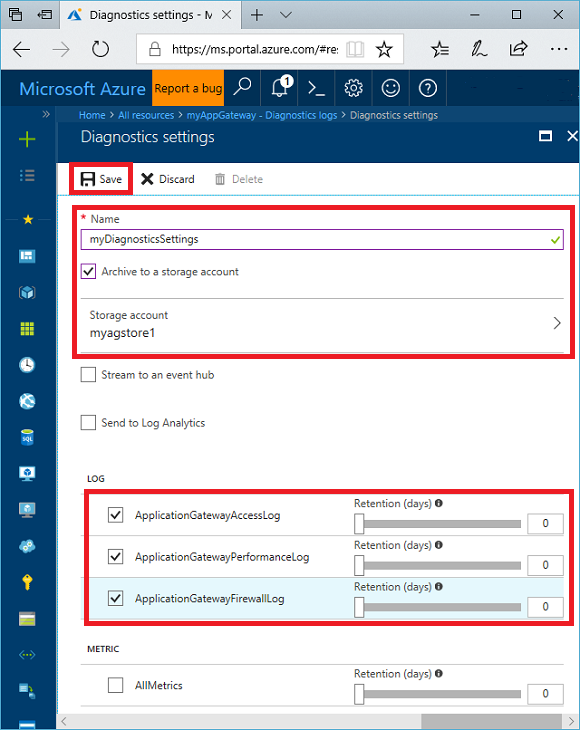 Diagnostics settings - M
https://ms.portal.azure.com/#res
Microsoft Azure
Report a bug
1
Home > All resources > myAppGateway - Diagnostics logs > Diagnostics settings
Diagnostics settings
Save
Discard
Delete
* Name
myDiagnosticsSettings
Archive to a storage account
Storage account
myagstore1
Stream to an event hub
Send to Log Analytics
LOG
ApplicationGatewayAccessLog
Retention (days)
0
ApplicationGatewayPerformanceLog
Retention (days)
0
ApplicationGatewayFirewallLog
Retention (days)
0
METRIC
AllMetrics
Retention (days)
0
SQL